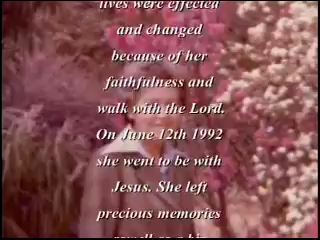 lives were effected
and changed
because of her
faithfulness and
walk with the Lord.
On June 12th 1992
she went to be with
Jesus. She left
precious memories
as a